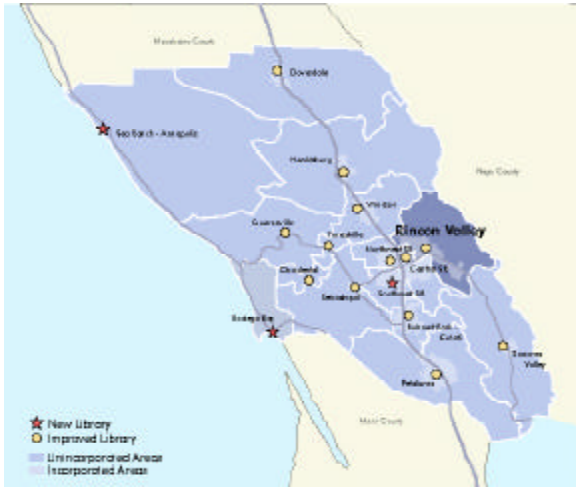 Mendocino County
Cloverdale
Sea Ranch - Annapolis
Healdsburg
Napa County
Windsor
Guerneville
Forestville
Rincon Valley
Northwest SR
Central SR
Occidental
Sebastopol
Southwest SR
Bodega Bay
Rohnert Park -
Cotati
Sonoma
Valley
Petaluma
Marin County
New Library
Improved Library
Unincorporated Areas
Incorporated Areas